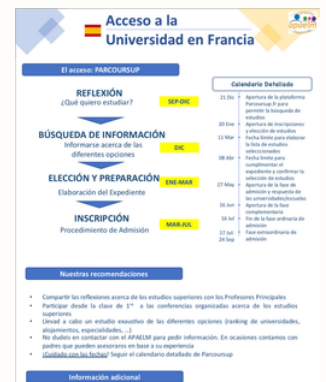 Acceso a la
Universidad en Francia
apaelm
El acceso: PARCOURSUP
REFLEXIÓN
¿Qué quiero estudiar?
SEP-DIC
BÚSQUEDA DE INFORMACIÓN
Informarse acerca de las
diferentes opciones
DIC
ELECCIÓN Y PREPARACIÓN
Elaboración del Expediente
ENE-MAR
INSCRIPCIÓN
Procedimiento de Admisión
MAR-JUL
Calendario Detallado
21 Dic Apertura de la plataforma
Parcoursup.fr para
permitir la búsqueda de
estudios
20 Ene Apertura de inscripciones
y elección de estudios
11 Mar Fecha limite para elaborar
la lista de estudios
seleccionados
08 Abr Fecha limite para
cumplimentar el
expediente y confirmar la
selección de estudios
27 May Apertura de la fase de
admisión y respuesta de
las universidades/escuelas
16 Jun Apertura de la fase
complementaria
16 Jul Fin de la fase ordinaria de
admisión
17 Jul Fase extraordinaria de
24 Sep admisión
Nuestras recomendaciones
• Compartir las reflexiones acerca de los estudios superiores con los Profesores Principales
• Participar desde la clase de 1ʳᵉ a las conferencias organizadas acerca de los estudios
superiores
• Llevad a cabo un estudio exaustivo de las diferentes opciones (ranking de universidades,
alojamientos, especialidades, ...)
• No dudeis en contactar con el APAELM para pedir información. En ocasiones contamos con
padres que pueden asesoraros en base a su experiencia
• ¡Cuidado con las fechas! Seguir el calendario detallado de Parcoursup
Información adicional